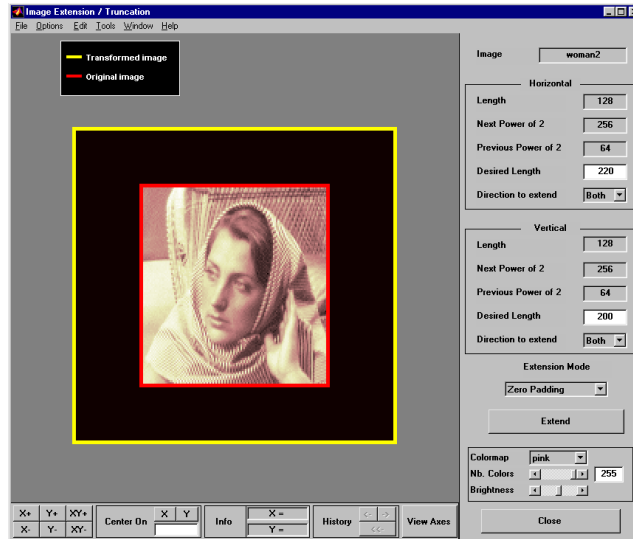 Image Extension / Truncation
File Options Edit Tools Window Help
Transformed image
Original image
Image woman2
Horizontal
Length 128
Next Power of 2 256
Previous Power of 2 64
Desired Length 220
Direction to extend Both
Vertical
Length 128
Next Power of 2 256
Previous Power of 2 64
Desired Length 200
Direction to extend Both
Extension Mode
Zero Padding
Extend
Colormap pink
Nb. Colors 255
Brightness
X+ Y+ XY+
X- Y- XY-
Center On X Y
Info X =
Y =
History <- ->
<<-
View Axes
Close